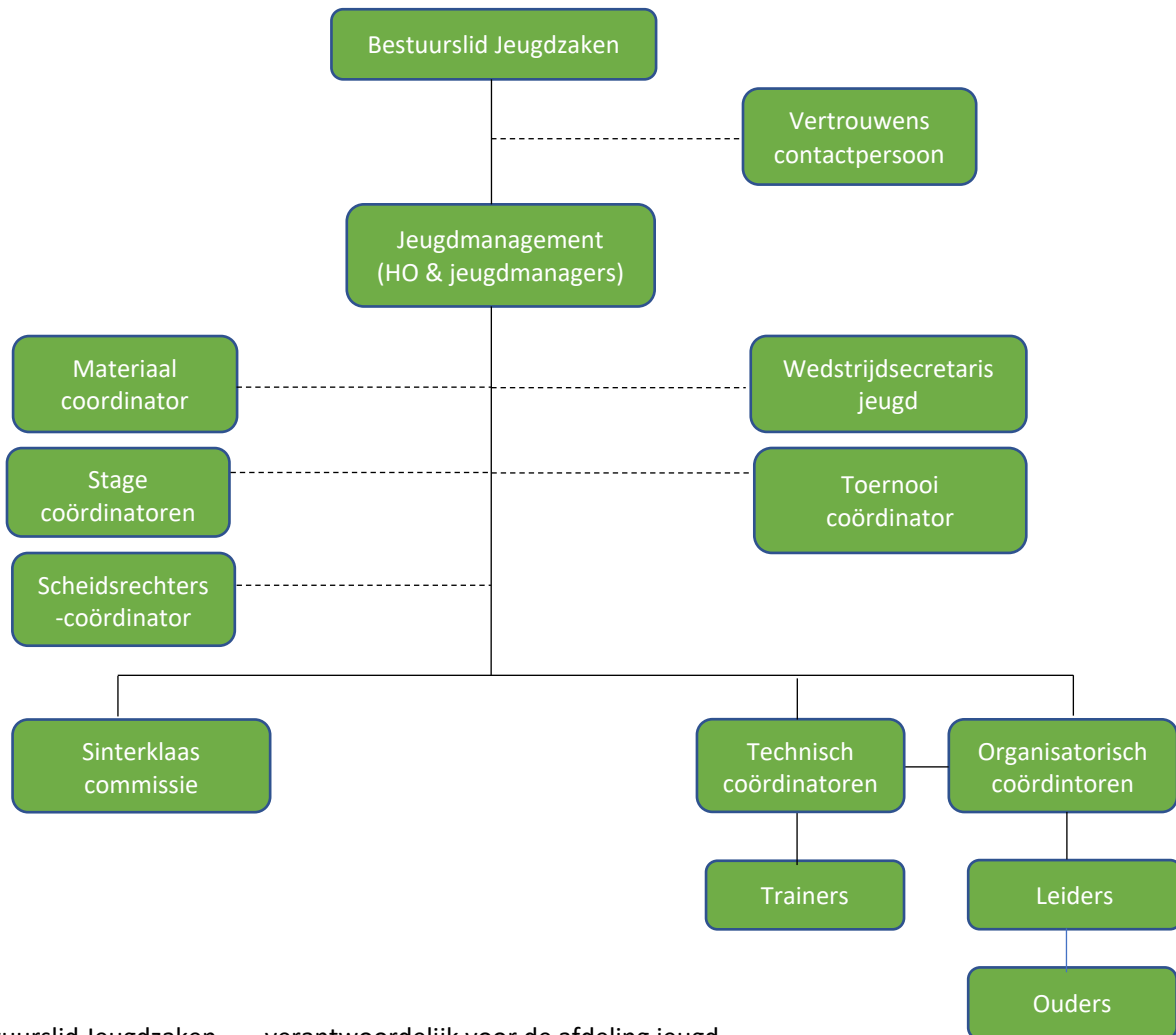 Bestuurslid Jeugdzaken
Vertrouwens
contactpersoon
Jeugdmanagement
(HO & jeugdmanagers)
Materiaal
coordinator
Wedstrijdsecretaris
jeugd
Stage
coördinatoren
Toernooi
coördinator
Scheidsrechters
-coördinator
Sinterklaas
commissie
Technisch
coördinatoren
Organisatorisch
coördintoren
Trainers
Leiders
Ouders